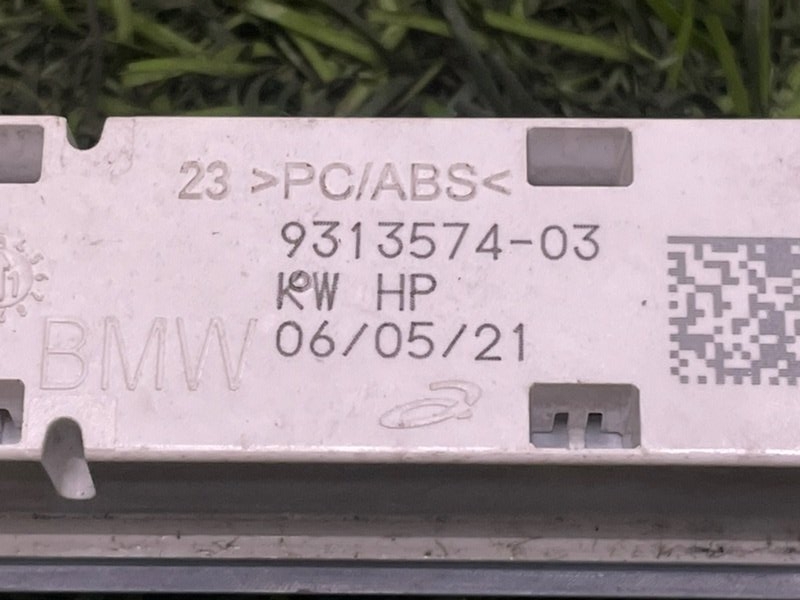 23 >PC/ABS<
9313574-03
KW HP
BMW
06/05/21